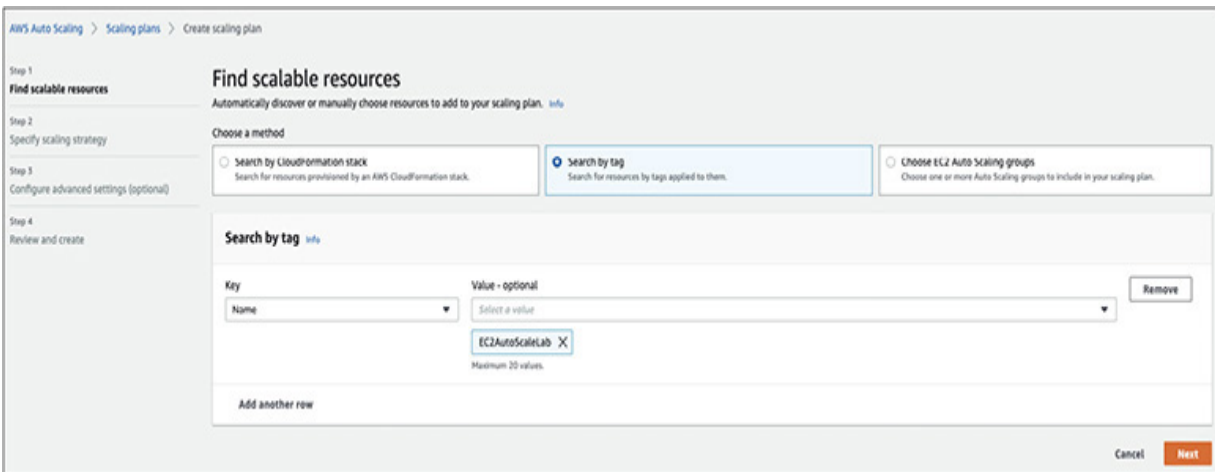 AWS Auto Scaling > Scaling plans > Create scaling plan
Step 1
Find scalable resources
Step 2
Specify scaling strategy
Step 3
Configure advanced settings (optional)
Step 4
Review and create
Find scalable resources
Automatically discover or manually choose resources to add to your scaling plan. Info
Choose a method
Search by CloudFormation stack
Search for resources provisioned by an AWS CloudFormation stack.
Search by tag
Search for resources by tags applied to them.
Choose EC2 Auto Scaling groups
Choose one or more Auto Scaling groups to include in your scaling plan.
Search by tag Info
Key
Value - optional
Remove
Name
Select a value
EC2AutoScaleLab X
Maximum 20 values.
Add another row
Cancel Next